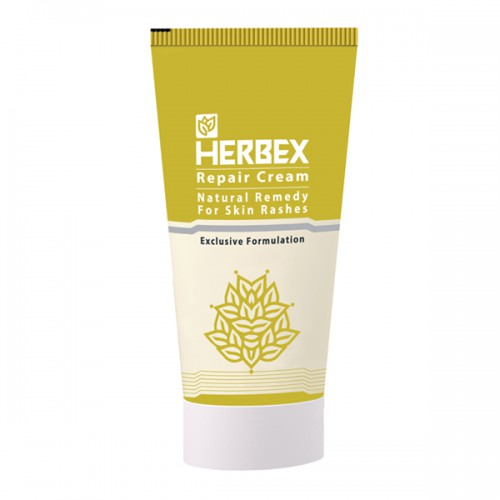 HERBEX
Repair Cream
Natural Remedy
For Skin Rashes
Exclusive Formulation